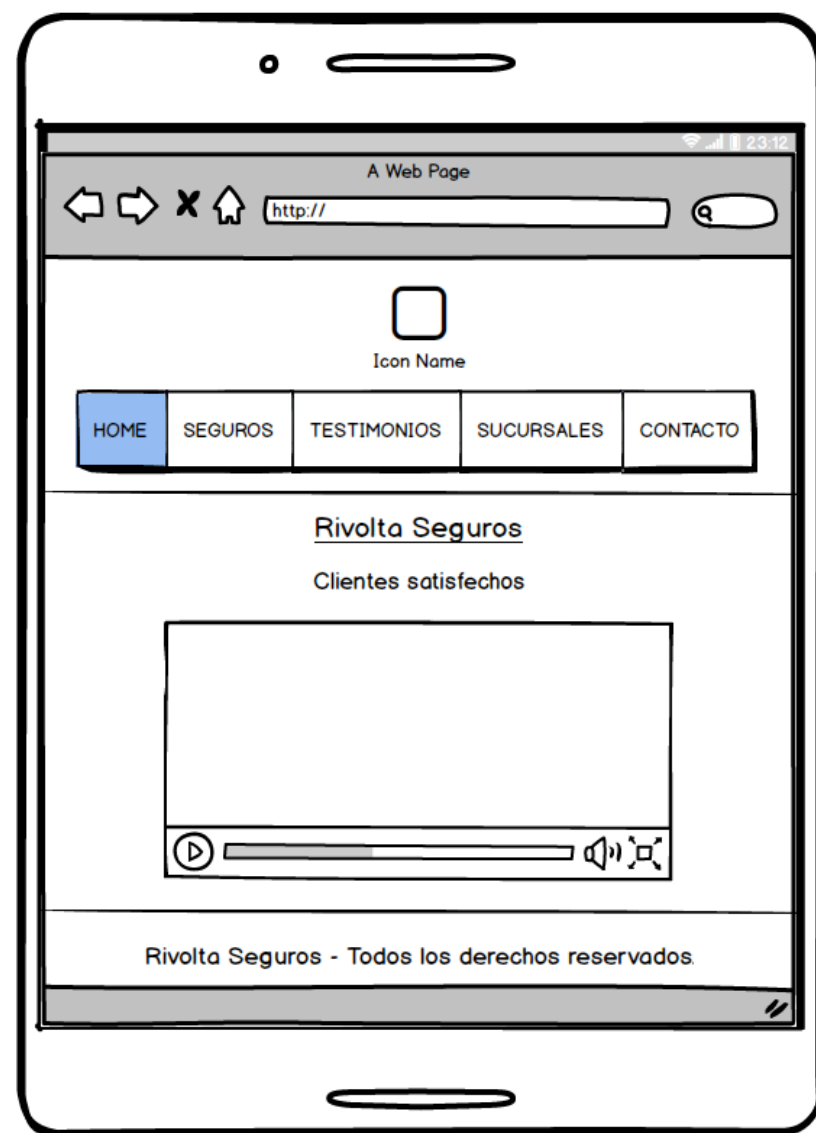 23:12
A Web Page
http://
Icon Name
HOME SEGUROS TESTIMONIOS SUCURSALES CONTACTO
Rivolta Seguros
Clientes satisfechos
Rivolta Seguros - Todos los derechos reservados.